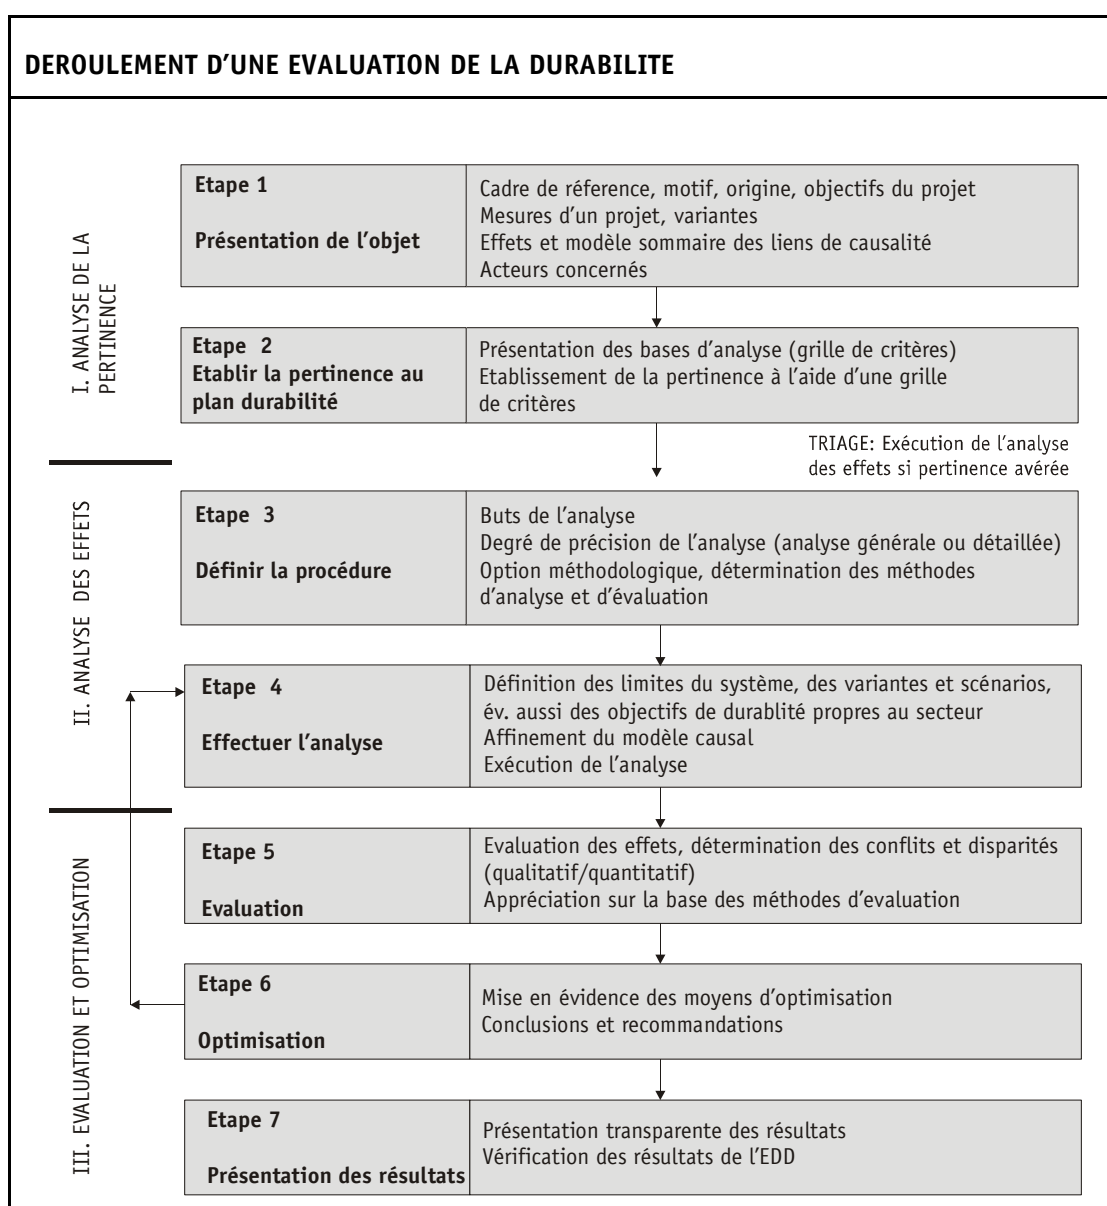 DEROULEMENT D'UNE EVALUATION DE LA DURABILITE
I. ANALYSE DE LA
PERTINENCE
Etape 1
Présentation de l'objet
Cadre de réference, motif, origine, objectifs du projet
Mesures d'un projet, variantes
Effets et modèle sommaire des liens de causalité
Acteurs concernés
Etape 2
Etablir la pertinence au
plan durabilité
Présentation des bases d'analyse (grille de critères)
Etablissement de la pertinence à l'aide d'une grille
de critères
TRIAGE: Exécution de l'analyse
des effets si pertinence avérée
II. ANALYSE DES EFFETS
Etape 3
Définir la procédure
Buts de l'analyse
Degré de précision de l'analyse (analyse générale ou détaillée)
Option méthodologique, détermination des méthodes
d'analyse et d'évaluation
Etape 4
Effectuer l'analyse
Définition des limites du système, des variantes et scénarios,
év. aussi des objectifs de durablité propres au secteur
Affinement du modèle causal
Exécution de l'analyse
III. EVALUATION ET OPTIMISATION
Etape 5
Evaluation
Evaluation des effets, détermination des conflits et disparités
(qualitatif/quantitatif)
Appréciation sur la base des méthodes d'evaluation
Etape 6
Optimisation
Mise en évidence des moyens d'optimisation
Conclusions et recommandations
Etape 7
Présentation des résultats
Présentation transparente des résultats
Vérification des résultats de l'EDD